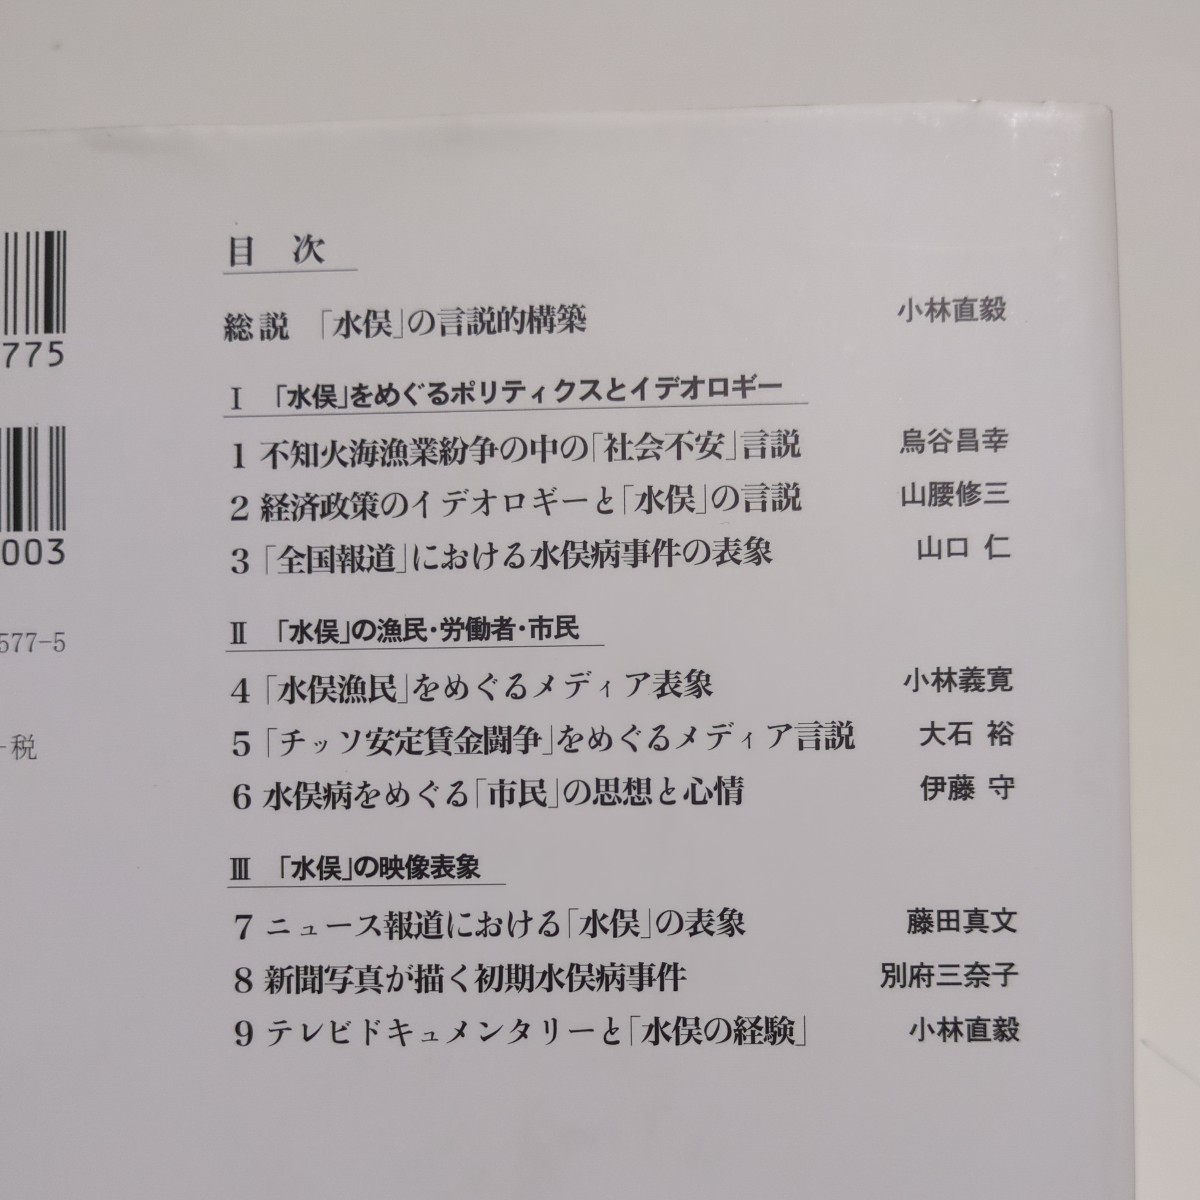 目 次
総説 「水俣」の言説的構築 小林直毅
Ⅰ 「水俣」をめぐるポリティクスとイデオロギー
1 不知火海漁業紛争の中の「社会不安」言説 烏谷昌幸
2 経済政策のイデオロギーと「水俣」の言説 山腰修三
3 「全国報道」における水俣病事件の表象 山口 仁
Ⅱ 「水俣」の漁民・労働者・市民
4 「水俣漁民」をめぐるメディア表象 小林義寛
5 「チッソ安定賃金闘争」をめぐるメディア言説 大石 裕
6 水俣病をめぐる「市民」の思想と心情 伊藤 守
Ⅲ 「水俣」の映像表象
7 ニュース報道における「水俣」の表象 藤田真文
8 新聞写真が描く初期水俣病事件 別府三奈子
9 テレビドキュメンタリーと「水俣の経験」 小林直毅
775
003
577-5
+税